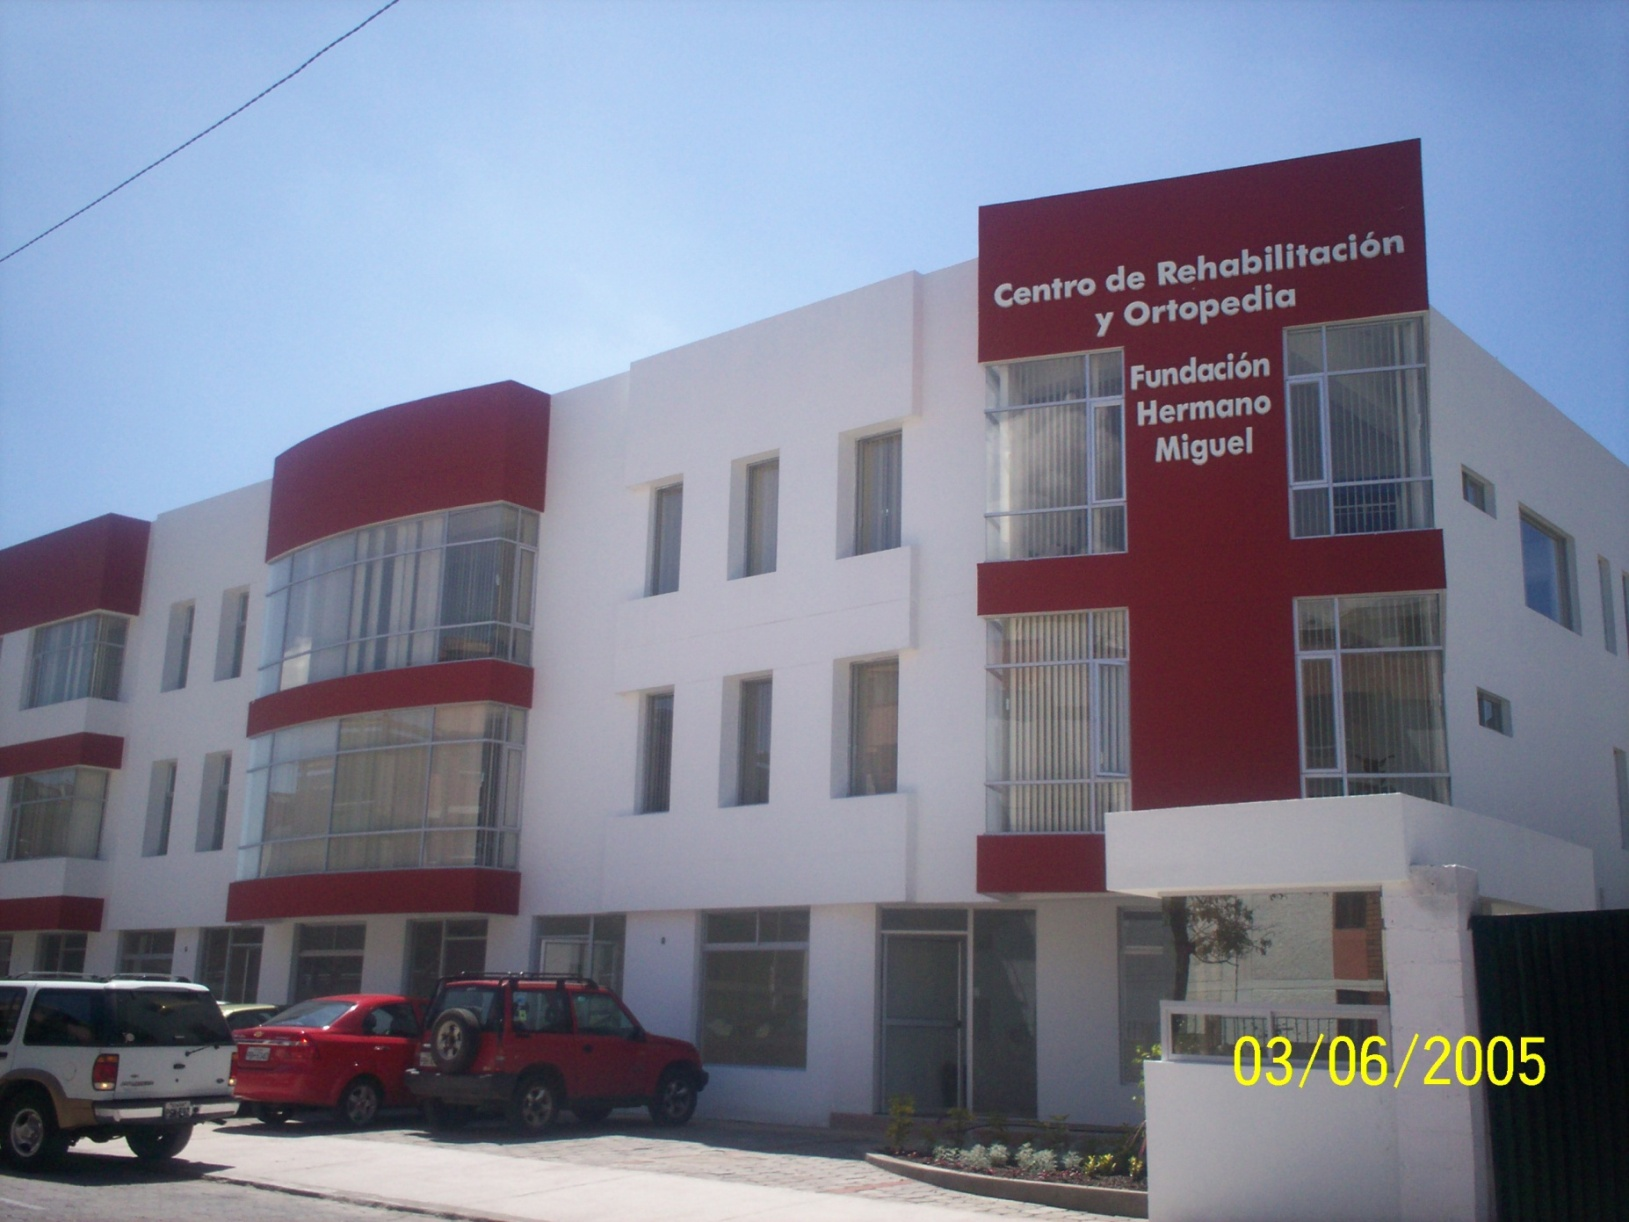 Centro de Rehabilitación
y Ortopedia
Fundación
Hermano
Miguel
03/06/2005